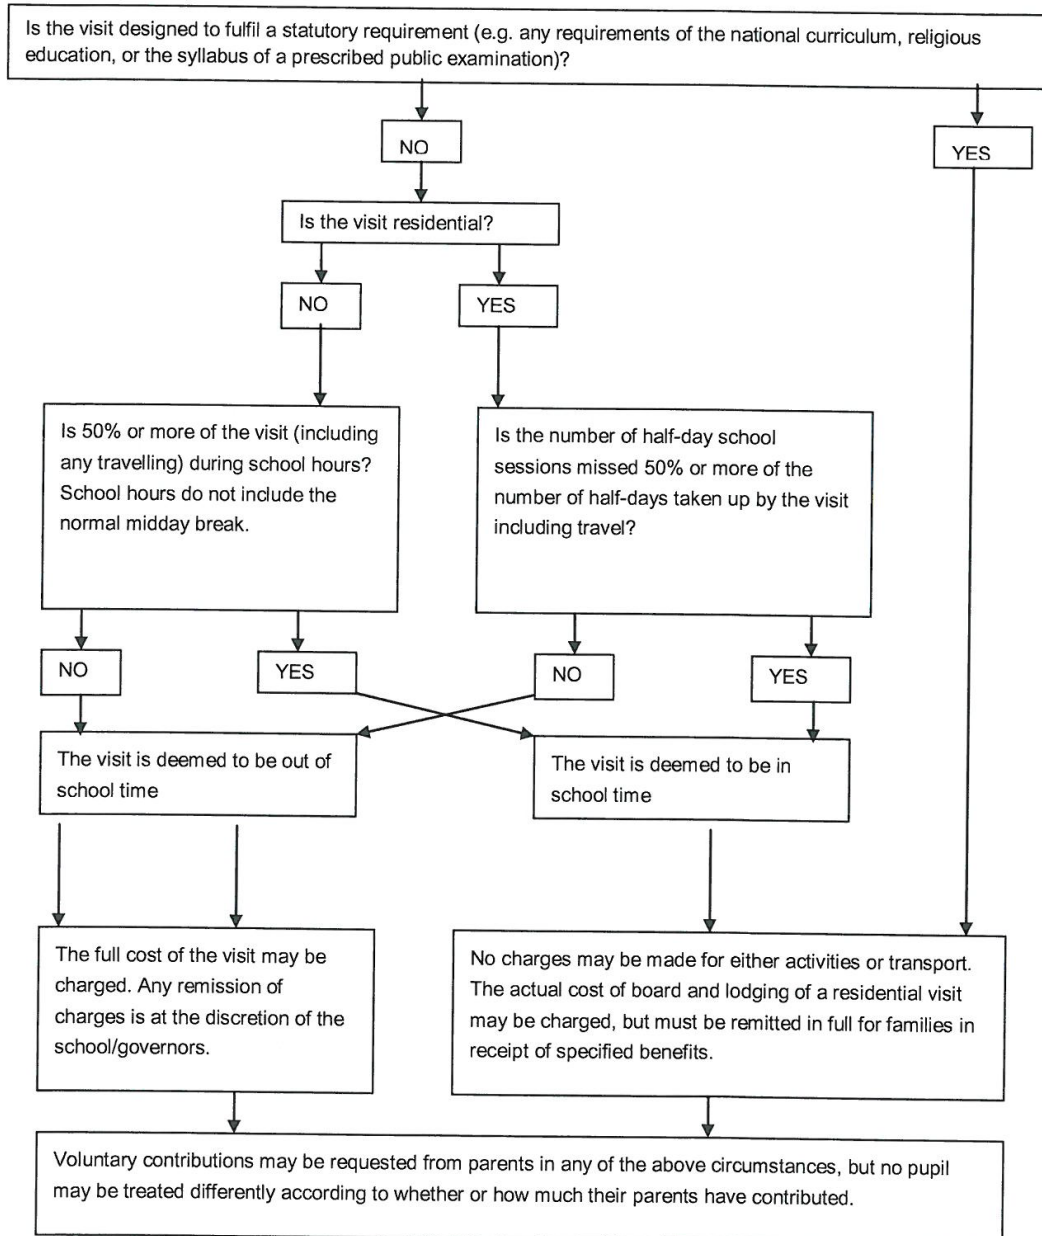 Is the visit designed to fulfil a statutory requirement (e.g. any requirements of the national curriculum, religious
education, or the syllabus of a prescribed public examination)?
NO
YES
Is the visit residential?
NO
YES
Is 50% or more of the visit (including
any travelling) during school hours?
School hours do not include the
normal midday break.
Is the number of half-day school
sessions missed 50% or more of the
number of half-days taken up by the visit
including travel?
NO
YES
NO
YES
The visit is deemed to be out of
school time
The visit is deemed to be in
school time
The full cost of the visit may be
charged. Any remission of
charges is at the discretion of the
school/governors.
No charges may be made for either activities or transport.
The actual cost of board and lodging of a residential visit
may be charged, but must be remitted in full for families in
receipt of specified benefits.
Voluntary contributions may be requested from parents in any of the above circumstances, but no pupil
may be treated differently according to whether or how much their parents have contributed.